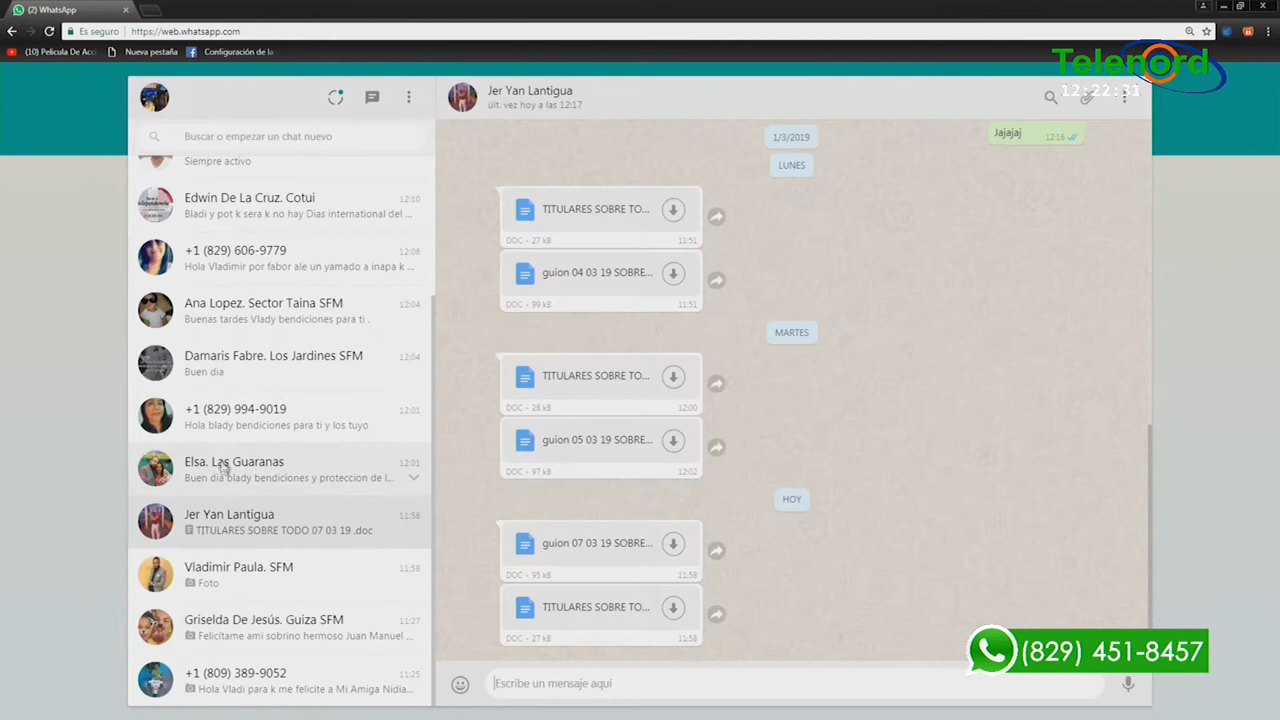 (2) WhatsApp
Es seguro https://web.whatsapp.com
(10) Pelicula De Acc Nueva pestaña Configuración de la
Telenord
12:22:31
Buscar o empezar un chat nuevo
Siempre activo
Edwin De La Cruz. Cotui 12:10
Bladi y pot k sera k no hay Dias international del ...
+1 (829) 606-9779 12:08
Hola Vladimir por fabor ale un yamado a inapa k ...
Ana Lopez. Sector Taina SFM 12:04
Buenas tardes Vlady bendiciones para ti .
Damaris Fabre. Los Jardines SFM 12:04
Buen dia
+1 (829) 994-9019 12:01
Hola blady bendiciones para ti y los tuyo
Elsa. Las Guaranas 12:01
Buen dia blady bendiciones y proteccion de l...
Jer Yan Lantigua 11:58
TITULARES SOBRE TODO 07 03 19 .doc
Vladimir Paula. SFM 11:58
Foto
Griselda De Jesús. Guiza SFM 11:27
Felicítame ami sobrino hermoso Juan Manuel ...
+1 (809) 389-9052 11:25
Hola Vladi para k me felicite a Mi Amiga Nidia...
Jer Yan Lantigua
últ. vez hoy a las 12:17
Jajajaj 12:16
1/3/2019
LUNES
TITULARES SOBRE TO...
DOC • 27 kB 11:51
guion 04 03 19 SOBRE...
DOC • 99 kB 11:51
MARTES
TITULARES SOBRE TO...
DOC • 28 kB 12:00
guion 05 03 19 SOBRE...
DOC • 97 kB 12:02
HOY
guion 07 03 19 SOBRE...
DOC • 95 kB 11:58
TITULARES SOBRE TO...
DOC • 27 kB 11:58
Escribe un mensaje aquí
(829) 451-8457